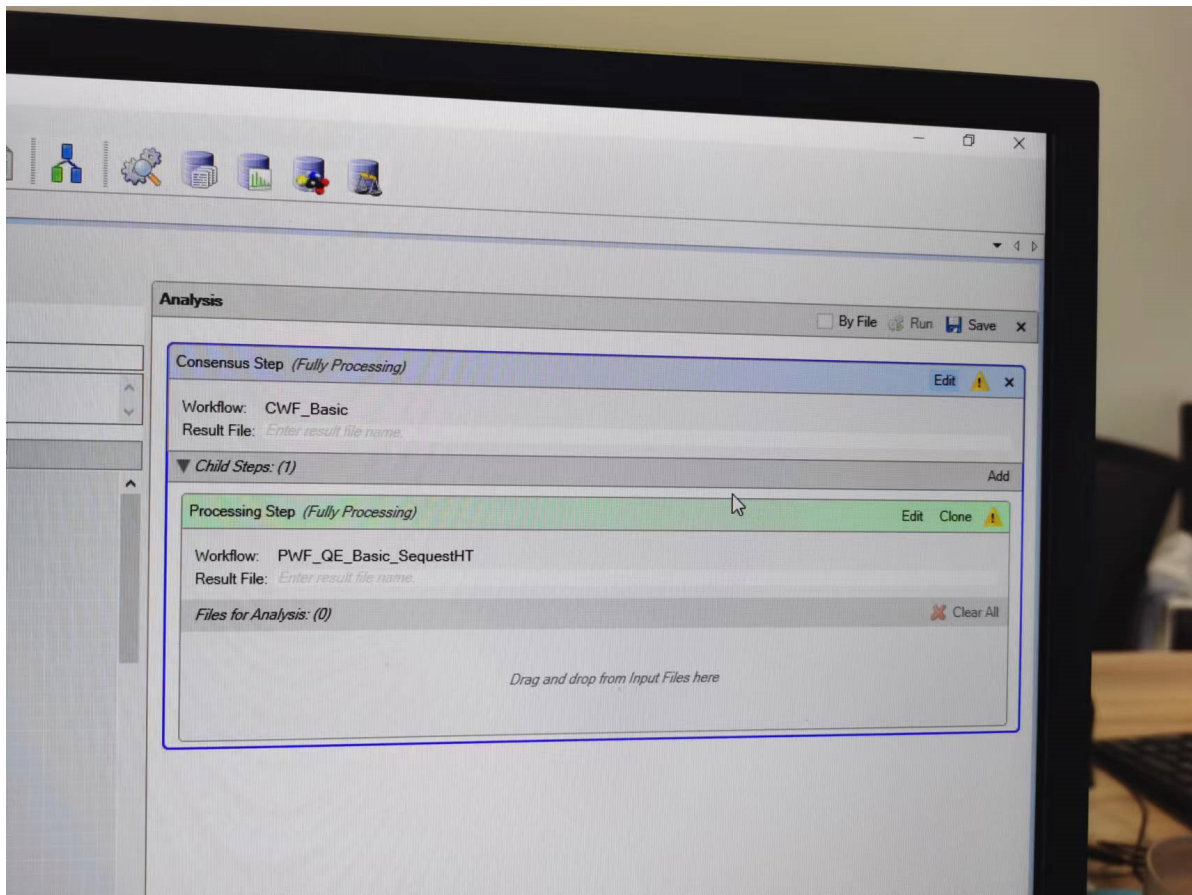 Analysis
By File Run Save
Consensus Step (Fully Processing)
Edit
Workflow: CWF_Basic
Result File: Enter result file name.
Child Steps: (1)
Add
Processing Step (Fully Processing)
Edit Clone
Workflow: PWF_QE_Basic_SequestHT
Result File: Enter result file name.
Files for Analysis: (0)
Clear All
Drag and drop from Input Files here